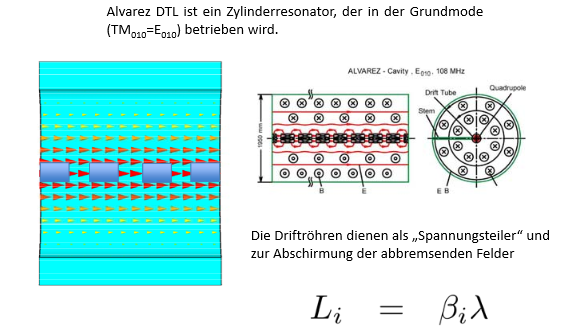 Alvarez DTL ist ein Zylinderresonator, der in der Grundmode
(TM₀₁₀=E₀₁₀) betrieben wird.
ALVAREZ - Cavity , E₀₁₀, 108 MHz
Drift Tube
Quadrupole
Stem
1950 mm
B
E
E B
Die Driftröhren dienen als „Spannungsteiler“ und
zur Abschirmung der abbremsenden Felder
Lᵢ = βᵢλ